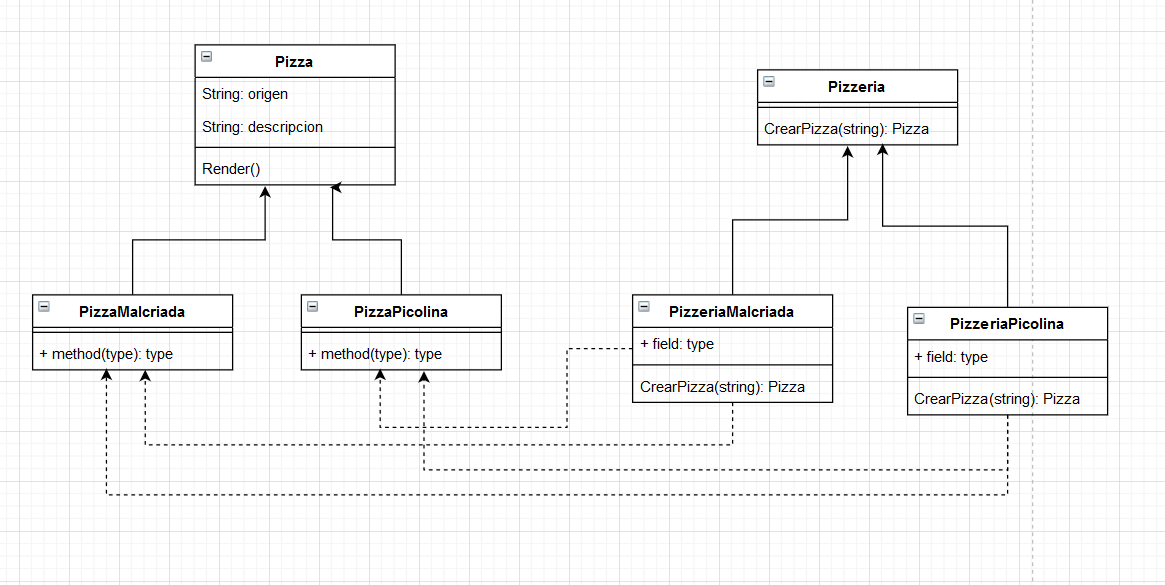 Pizza
String: origen
String: descripcion
Render()
Pizzeria
CrearPizza(string): Pizza
PizzaMalcriada
+ method(type): type
PizzaPicolina
+ method(type): type
PizzeriaMalcriada
+ field: type
CrearPizza(string): Pizza
PizzeriaPicolina
+ field: type
CrearPizza(string): Pizza